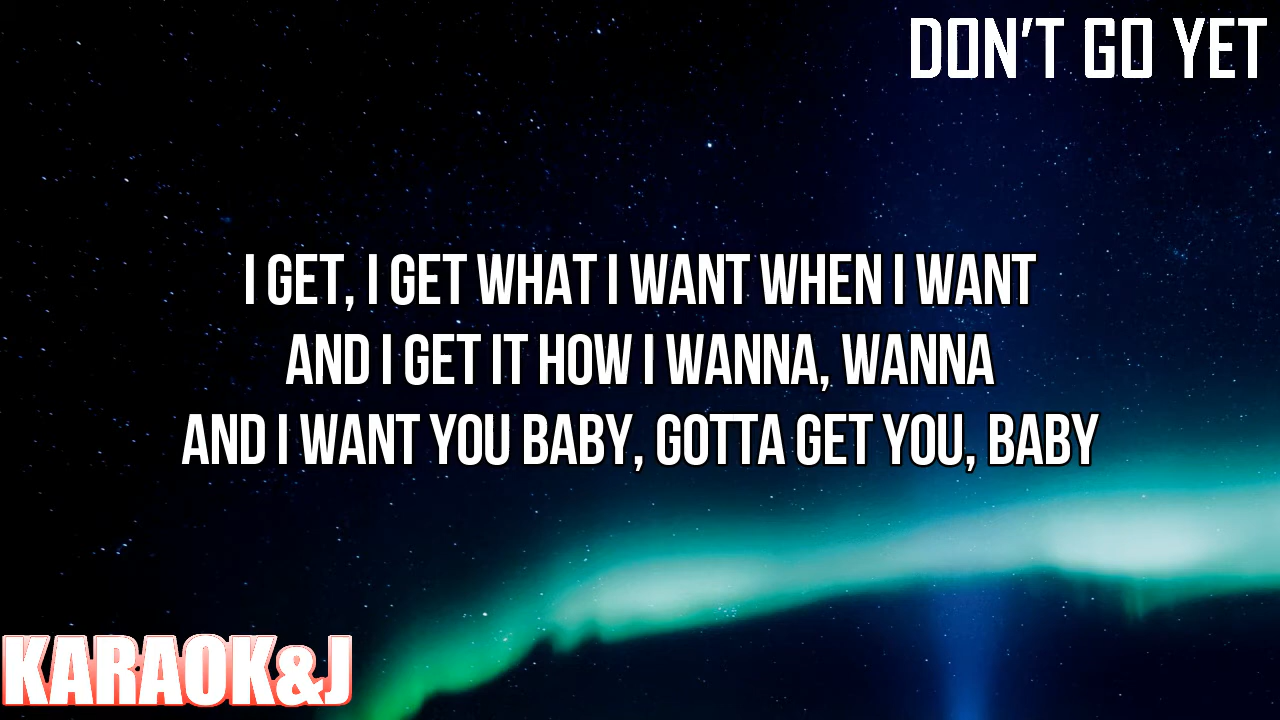 DON'T GO YET
I GET, I GET WHAT I WANT WHEN I WANT
AND I GET IT HOW I WANNA, WANNA
AND I WANT YOU BABY, GOTTA GET YOU, BABY
KARAOK&J